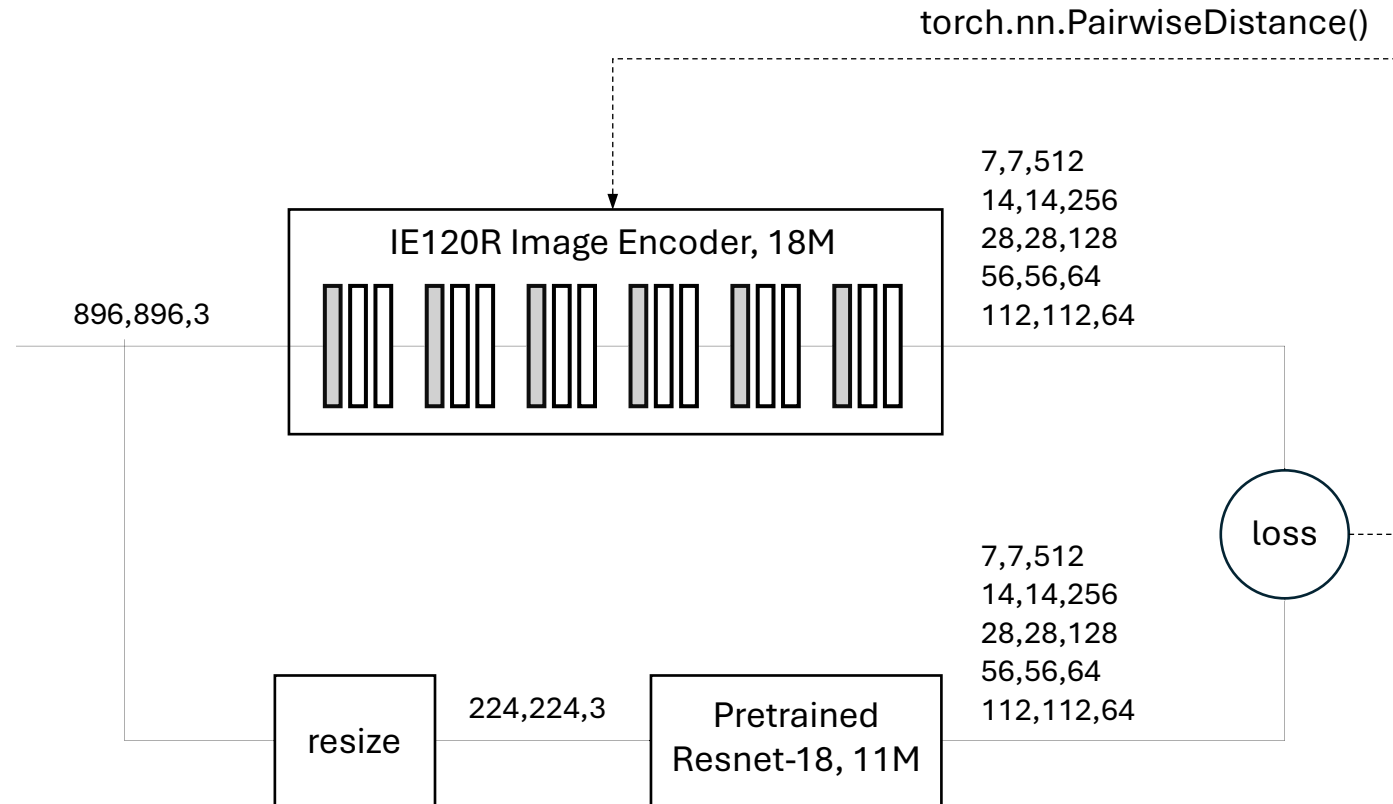 torch.nn.PairwiseDistance()
7,7,512
14,14,256
28,28,128
56,56,64
112,112,64
IE120R Image Encoder, 18M
896,896,3
loss
7,7,512
14,14,256
28,28,128
56,56,64
112,112,64
resize
224,224,3
Pretrained
Resnet-18, 11M